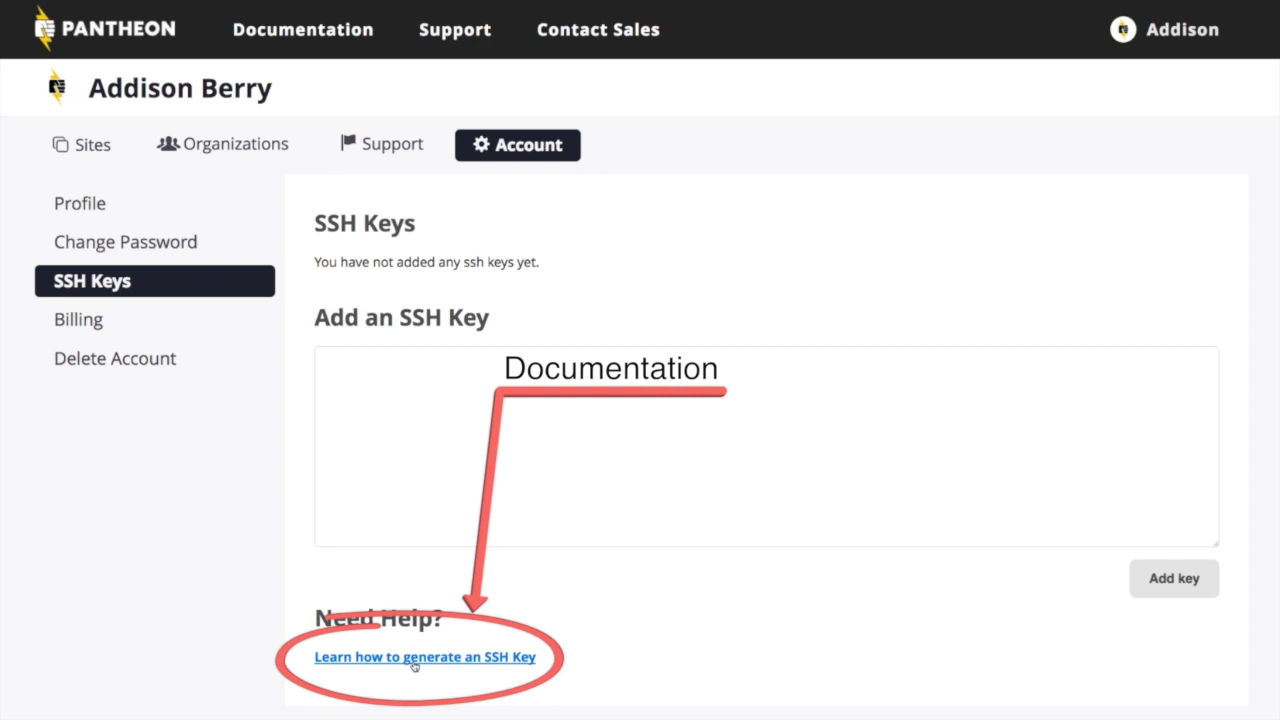 PANTHEON Documentation Support Contact Sales Addison
Addison Berry
Sites Organizations Support Account
Profile
Change Password
SSH Keys
Billing
Delete Account
SSH Keys
You have not added any ssh keys yet.
Add an SSH Key
Documentation
Add key
Need Help?
Learn how to generate an SSH Key